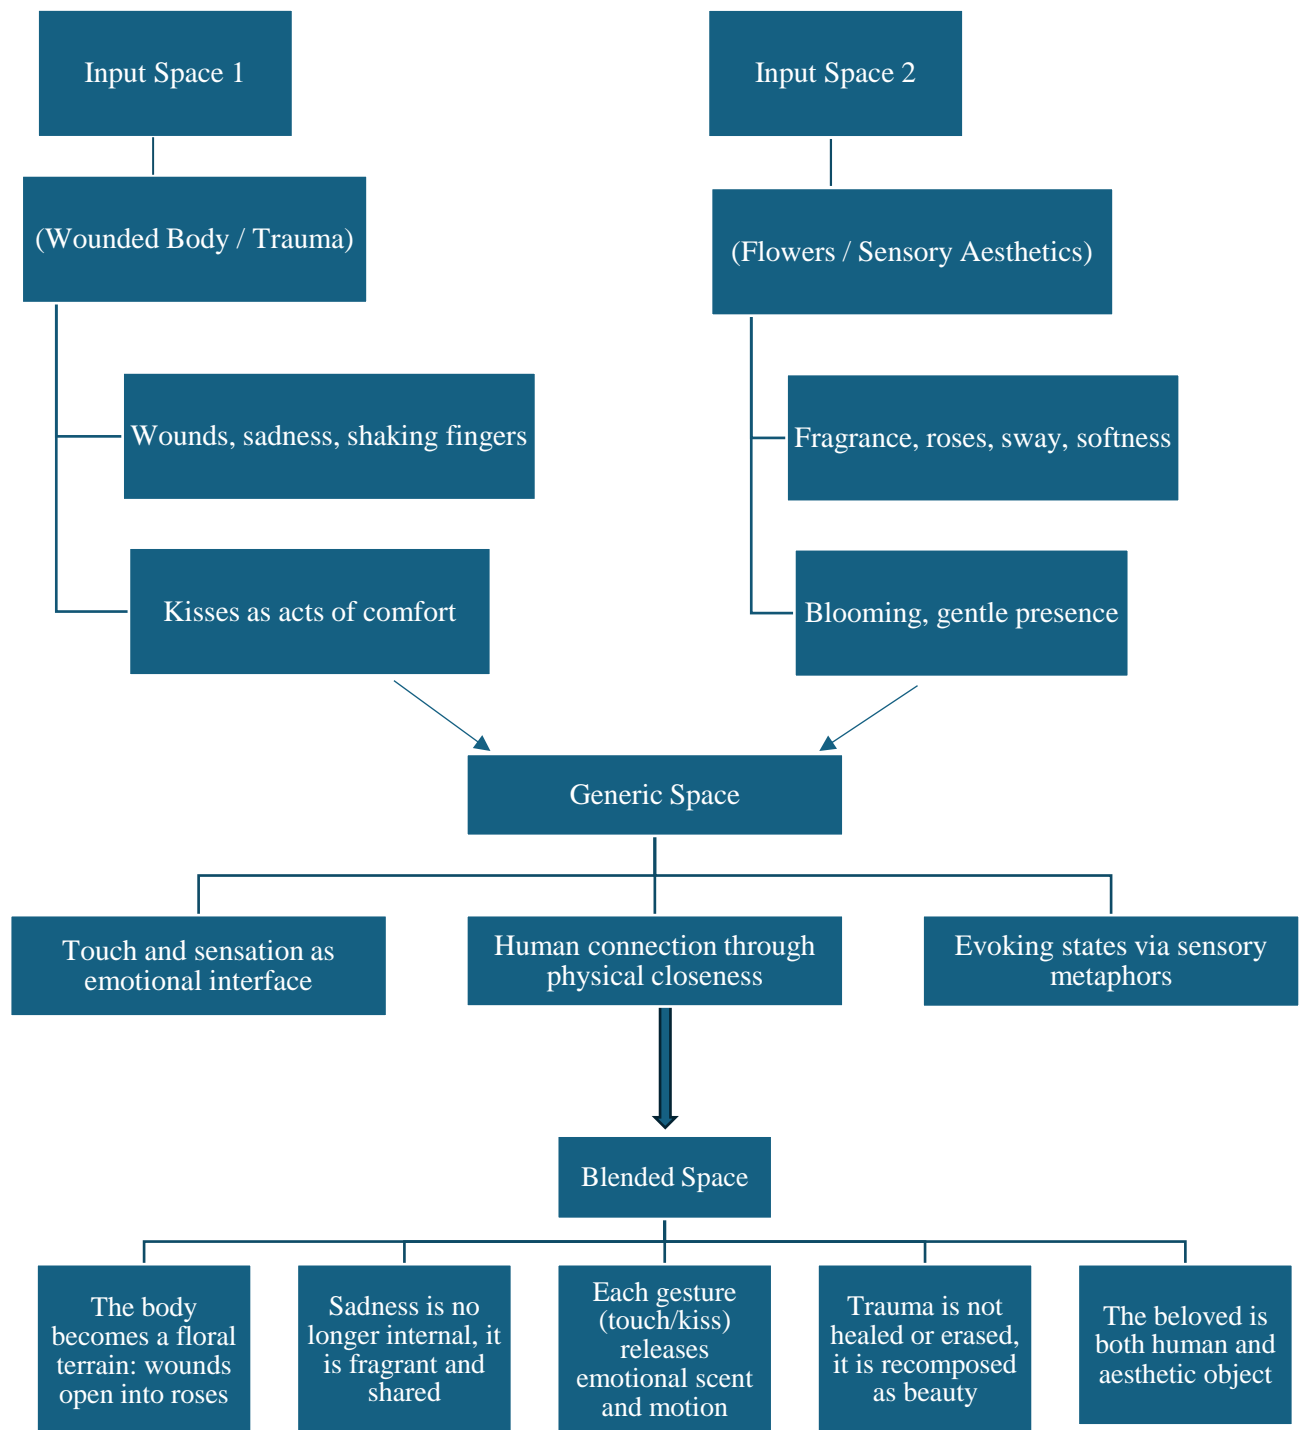 Input Space 1
Input Space 2
(Wounded Body / Trauma)
(Flowers / Sensory Aesthetics)
Wounds, sadness, shaking fingers
Fragrance, roses, sway, softness
Kisses as acts of comfort
Blooming, gentle presence
Generic Space
Touch and sensation as
emotional interface
Human connection through
physical closeness
Evoking states via sensory
metaphors
Blended Space
The body
becomes a floral
terrain: wounds
open into roses
Sadness is no
longer internal, it
is fragrant and
shared
Each gesture
(touch/kiss)
releases
emotional scent
and motion
Trauma is not
healed or erased,
it is recomposed
as beauty
The beloved is
both human and
aesthetic object